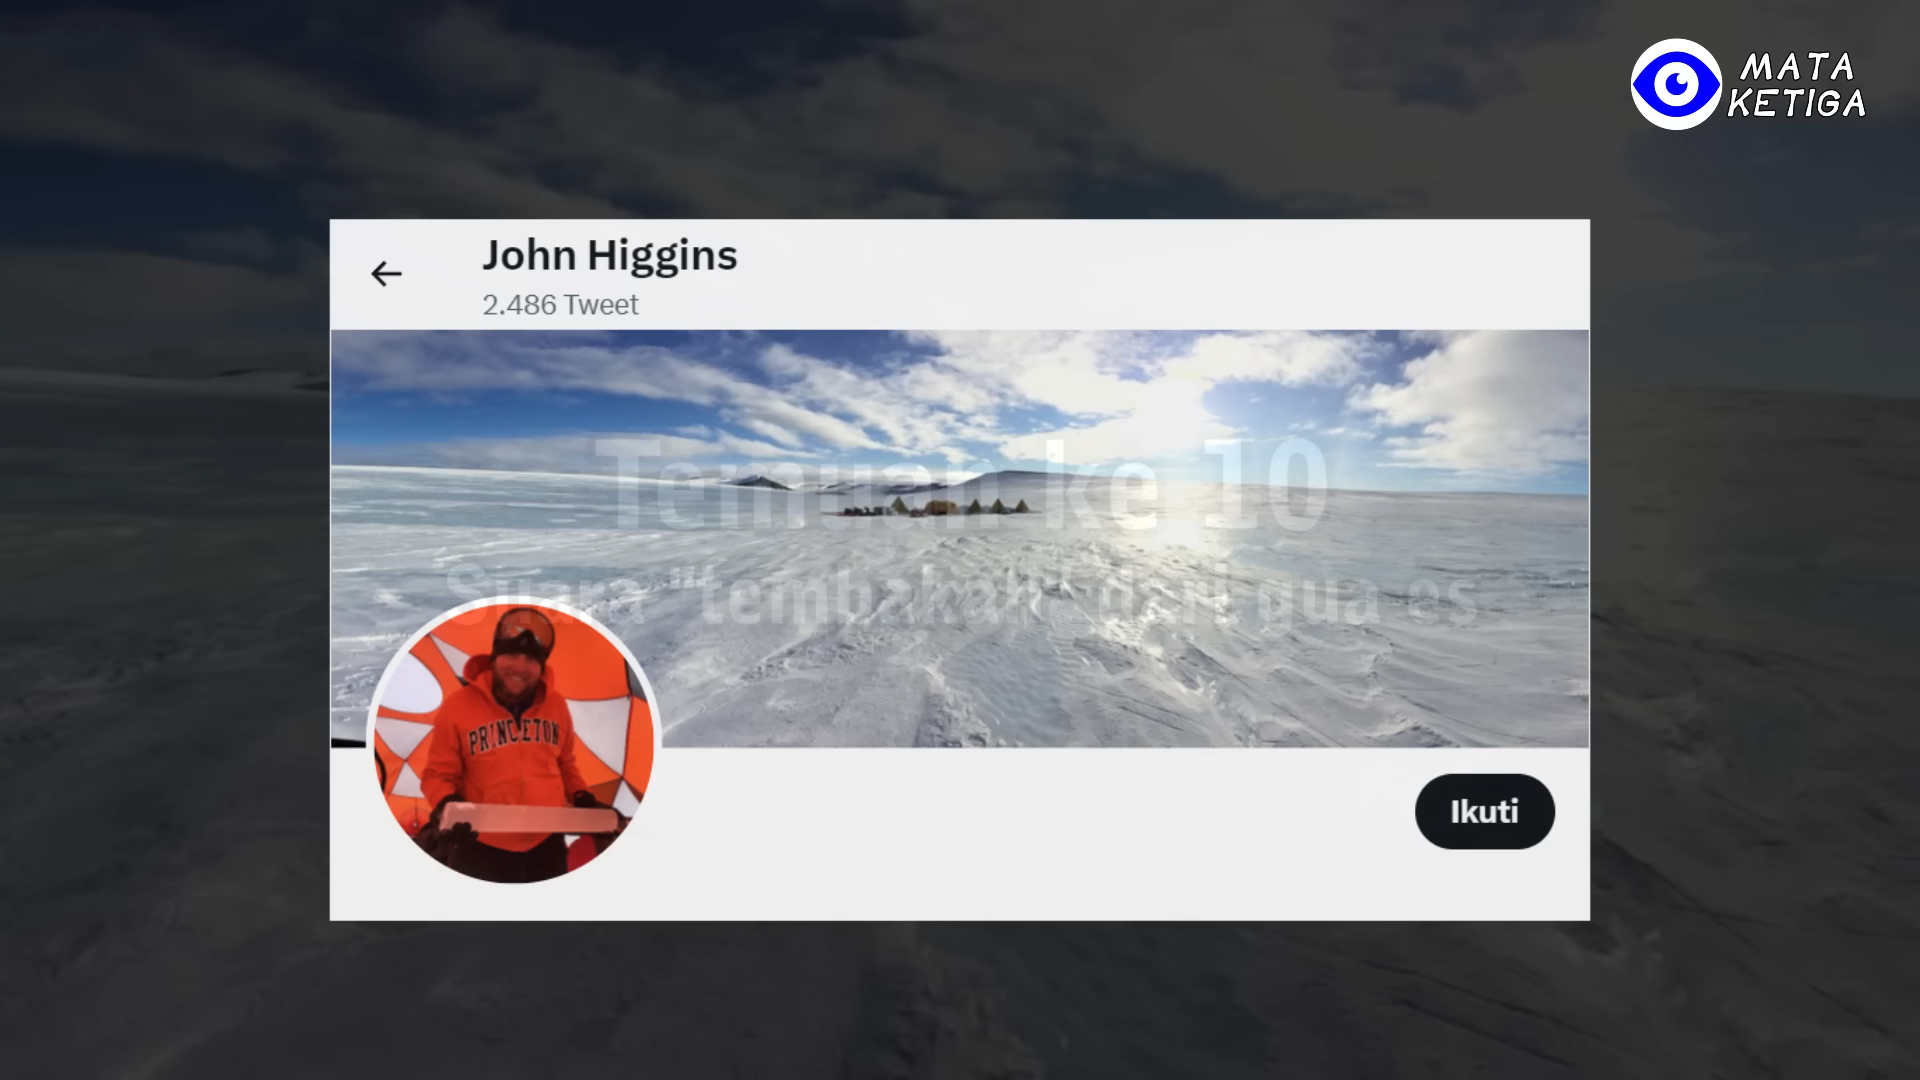 MATA
KETIGA
John Higgins
2.486 Tweet
Temuan ke 10
Suara "tembakan" dari gua es
PRINCETON
Ikuti